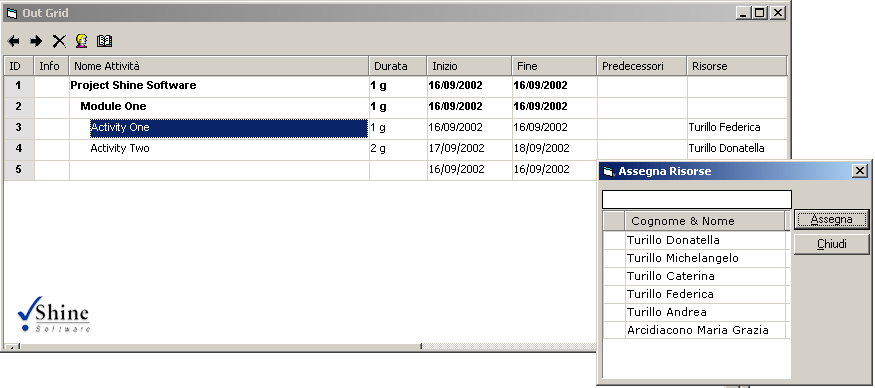 Out Grid
ID Info Nome Attività Durata Inizio Fine Predecessori Risorse
1 Project Shine Software 1 g 16/09/2002 16/09/2002
2 Module One 1 g 16/09/2002 16/09/2002
3 Activity One 1 g 16/09/2002 16/09/2002 Turillo Federica
4 Activity Two 2 g 17/09/2002 18/09/2002 Turillo Donatella
5 16/09/2002 16/09/2002
Shine
Software
Assegna Risorse
Cognome & Nome
Turillo Donatella
Turillo Michelangelo
Turillo Caterina
Turillo Federica
Turillo Andrea
Arcidiacono Maria Grazia
Assegna
Chiudi